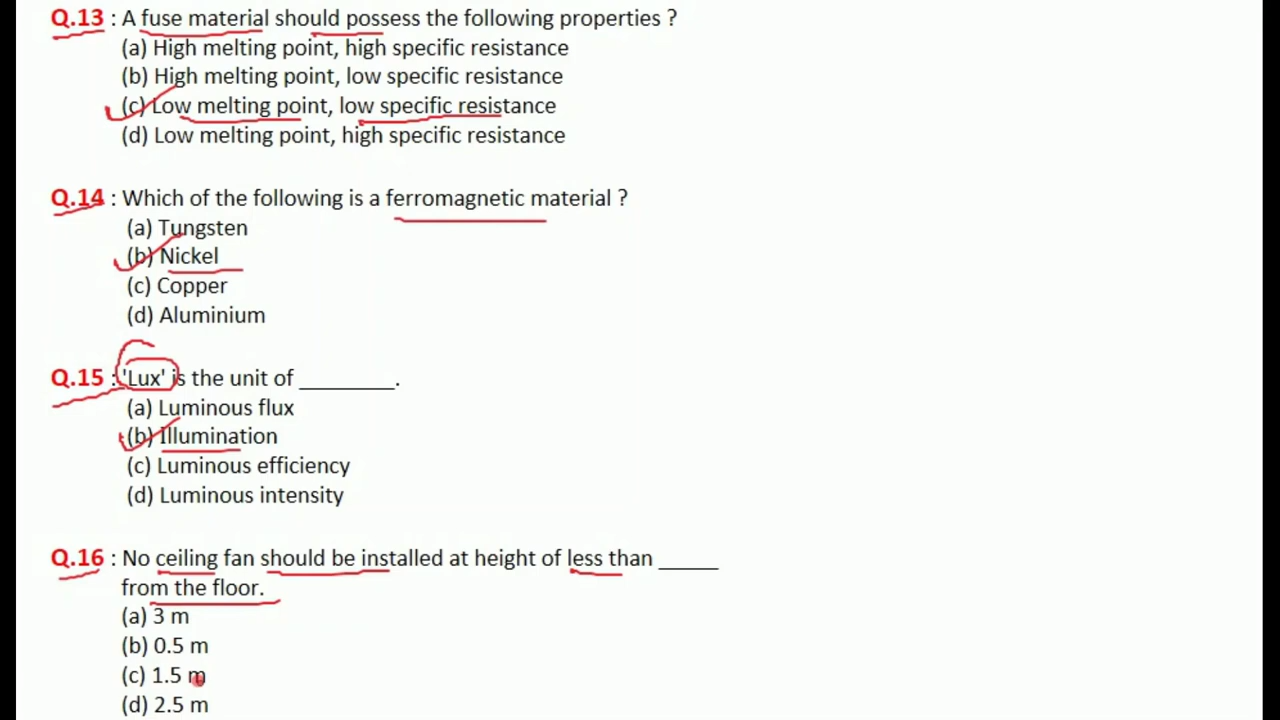 Q.13 : A fuse material should possess the following properties ?
(a) High melting point, high specific resistance
(b) High melting point, low specific resistance
(c) Low melting point, low specific resistance
(d) Low melting point, high specific resistance
Q.14 : Which of the following is a ferromagnetic material ?
(a) Tungsten
(b) Nickel
(c) Copper
(d) Aluminium
Q.15 : 'Lux' is the unit of ________.
(a) Luminous flux
(b) Illumination
(c) Luminous efficiency
(d) Luminous intensity
Q.16 : No ceiling fan should be installed at height of less than _____
from the floor.
(a) 3 m
(b) 0.5 m
(c) 1.5 m
(d) 2.5 m